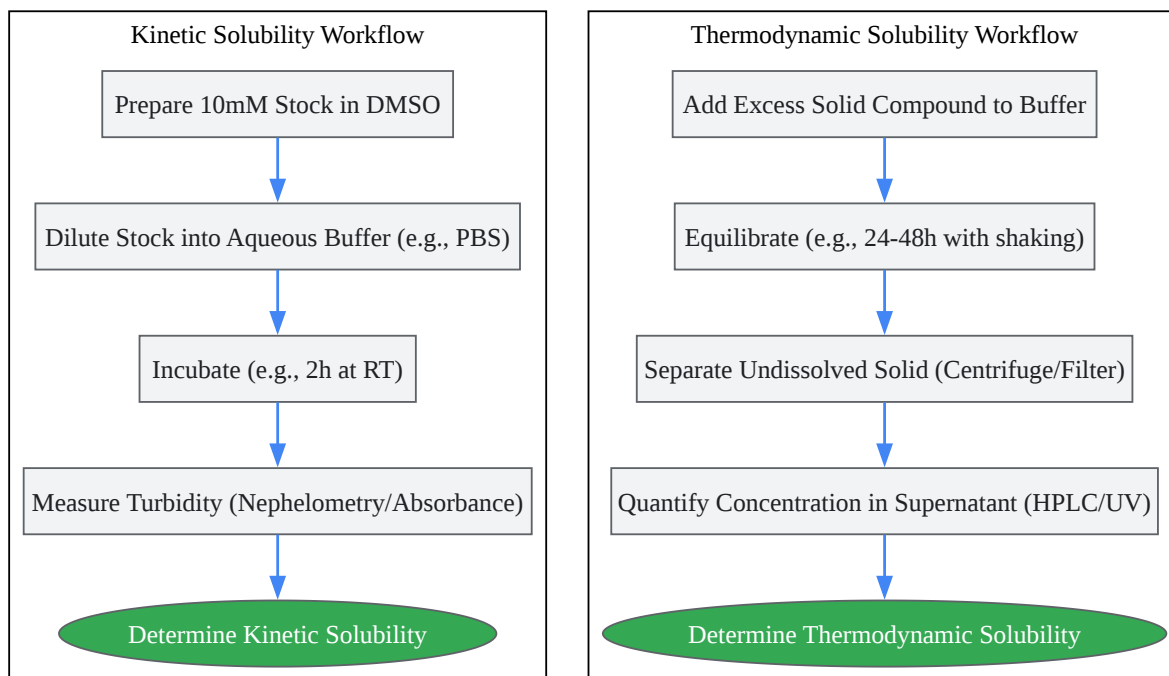 Kinetic Solubility Workflow
Prepare 10mM Stock in DMSO
Dilute Stock into Aqueous Buffer (e.g., PBS)
Incubate (e.g., 2h at RT)
Measure Turbidity (Nephelometry/Absorbance)
Determine Kinetic Solubility
Thermodynamic Solubility Workflow
Add Excess Solid Compound to Buffer
Equilibrate (e.g., 24-48h with shaking)
Separate Undissolved Solid (Centrifuge/Filter)
Quantify Concentration in Supernatant (HPLC/UV)
Determine Thermodynamic Solubility